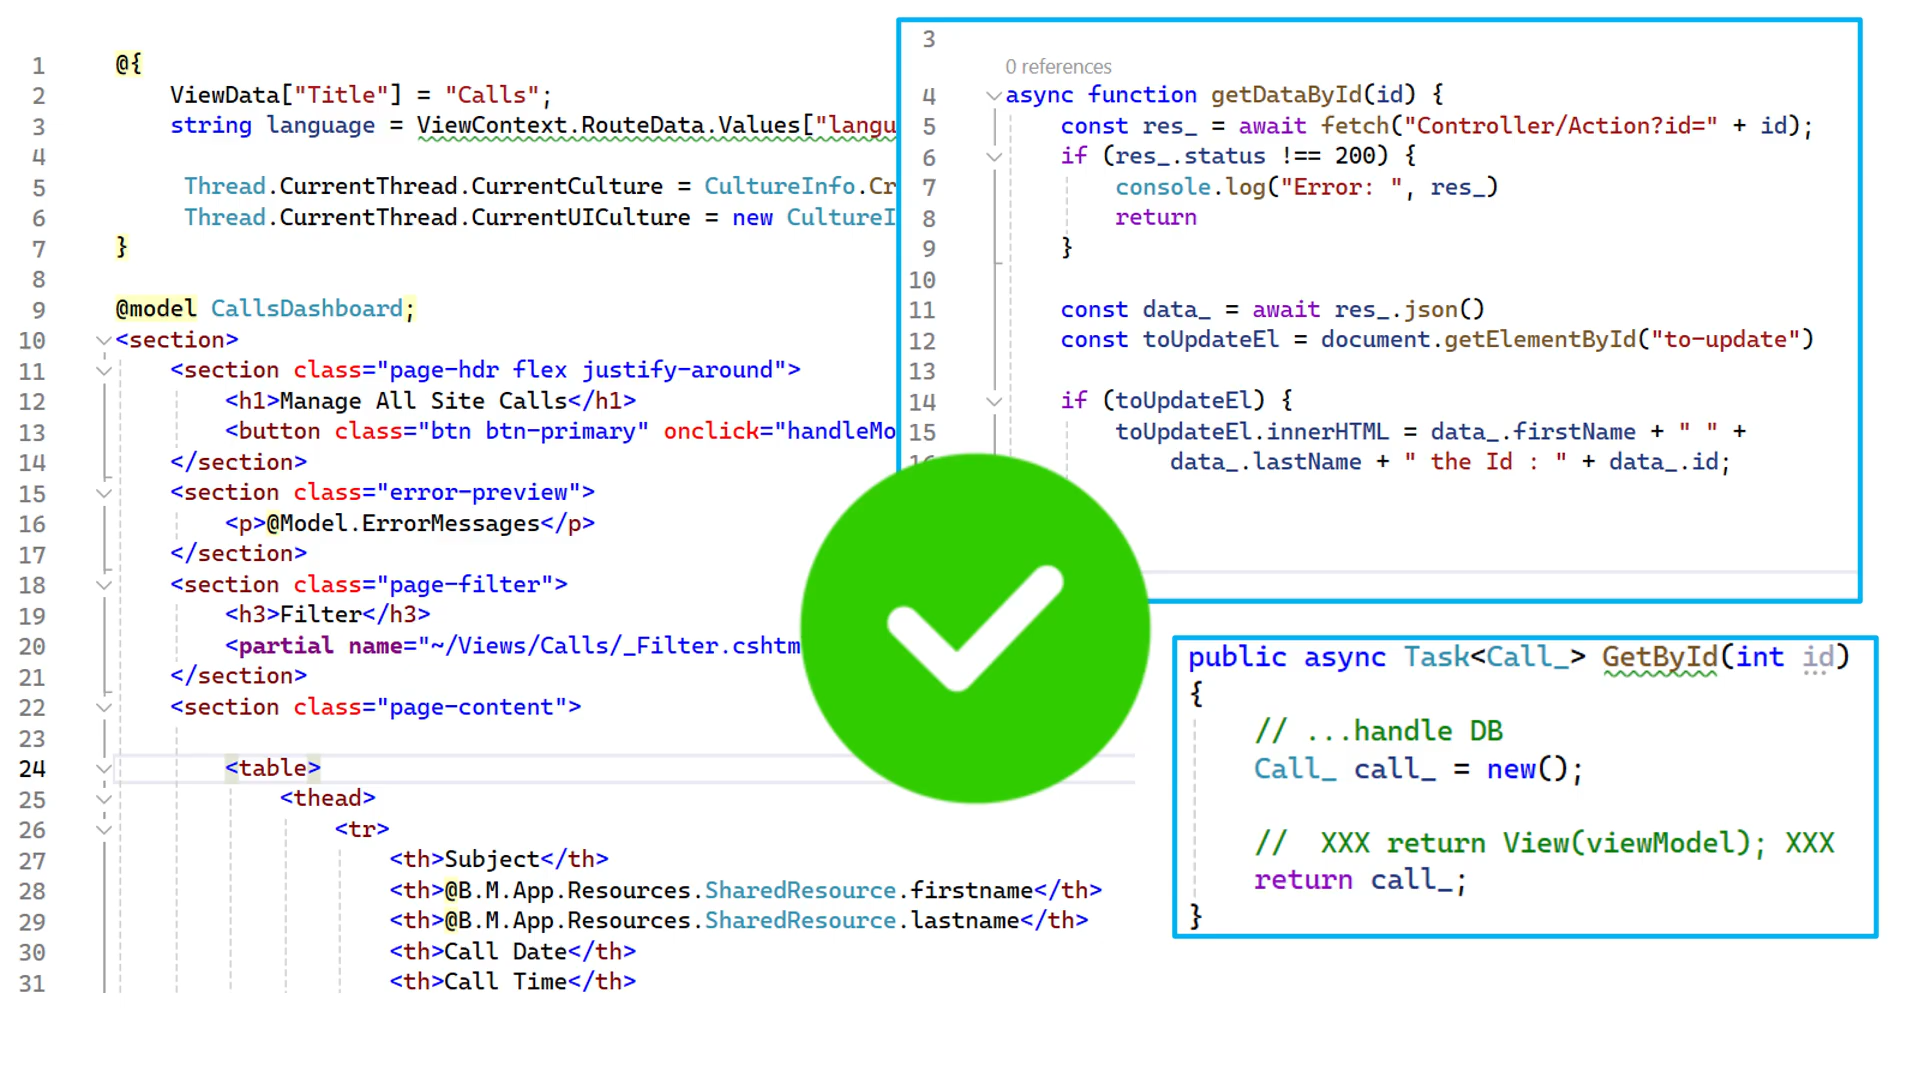 1 @{
2 ViewData["Title"] = "Calls";
3 string language = ViewContext.RouteData.Values["langu
4
5 Thread.CurrentThread.CurrentCulture = CultureInfo.Cr
6 Thread.CurrentThread.CurrentUICulture = new CultureI
7 }
8
9 @model CallsDashboard;
10 <section>
11 <section class="page-hdr flex justify-around">
12 <h1>Manage All Site Calls</h1>
13 <button class="btn btn-primary" onclick="handleMo
14 </section>
15 <section class="error-preview">
16 <p>@Model.ErrorMessages</p>
17 </section>
18 <section class="page-filter">
19 <h3>Filter</h3>
20 <partial name="~/Views/Calls/_Filter.cshtm
21 </section>
22 <section class="page-content">
23
24 <table>
25 <thead>
26 <tr>
27 <th>Subject</th>
28 <th>@B.M.App.Resources.SharedResource.firstname</th>
29 <th>@B.M.App.Resources.SharedResource.lastname</th>
30 <th>Call Date</th>
31 <th>Call Time</th>
3
0 references
4 async function getDataById(id) {
5 const res_ = await fetch("Controller/Action?id=" + id);
6 if (res_.status !== 200) {
7 console.log("Error: ", res_)
8 return
9 }
10
11 const data_ = await res_.json()
12 const toUpdateEl = document.getElementById("to-update")
13
14 if (toUpdateEl) {
15 toUpdateEl.innerHTML = data_.firstName + " " +
data_.lastName + " the Id : " + data_.id;
public async Task<Call_> GetById(int id)
{
// ...handle DB
Call_ call_ = new();
// XXX return View(viewModel); XXX
return call_;
}